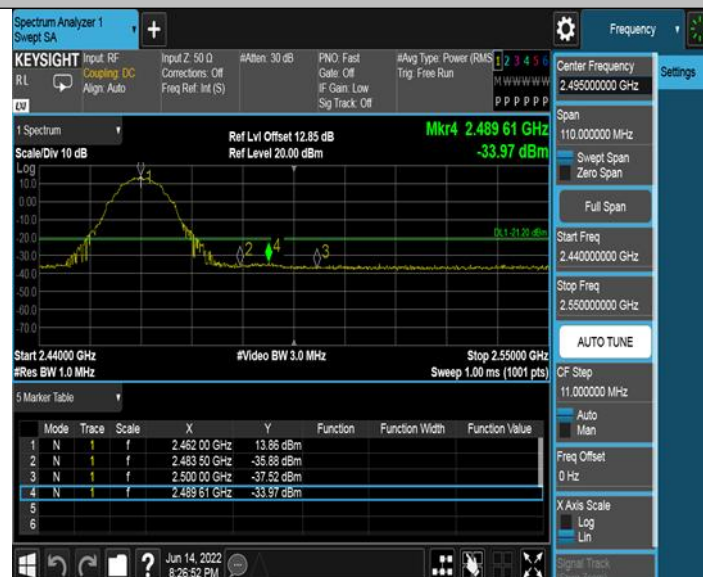 Spectrum Analyzer 1
Swept SA
+
Frequency
KEYSIGHT
RL
LXI
Input: RF
Coupling: DC
Align: Auto
Input Z: 50 Ω
Corrections: Off
Freq Ref: Int (S)
#Atten: 30 dB
PNO: Fast
Gate: Off
IF Gain: Low
Sig Track: Off
#Avg Type: Power (RMS
Trig: Free Run
1 2 3 4 5 6
M W W W W W
P P P P P P
Settings
Center Frequency
2.495000000 GHz
Span
110.000000 MHz
Swept Span
Zero Span
Full Span
Start Freq
2.440000000 GHz
Stop Freq
2.550000000 GHz
AUTO TUNE
CF Step
11.000000 MHz
Auto
Man
Freq Offset
0 Hz
X Axis Scale
Log
Lin
Signal Track
1 Spectrum
Scale/Div 10 dB
Ref Lvl Offset 12.85 dB
Ref Level 20.00 dBm
Mkr4 2.489 61 GHz
-33.97 dBm
Log
10.0
0.00
-10.0
-20.0
-30.0
-40.0
-50.0
-60.0
-70.0
1
2
4
3
DL1 -21.20 dBm
Start 2.44000 GHz
#Res BW 1.0 MHz
#Video BW 3.0 MHz
Stop 2.55000 GHz
Sweep 1.00 ms (1001 pts)
5 Marker Table
Mode Trace Scale X Y Function Function Width Function Value
1 N 1 f 2.462 00 GHz 13.86 dBm
2 N 1 f 2.483 50 GHz -35.88 dBm
3 N 1 f 2.500 00 GHz -37.52 dBm
4 N 1 f 2.489 61 GHz -33.97 dBm
5
6
?
Jun 14, 2022
8:26:52 PM